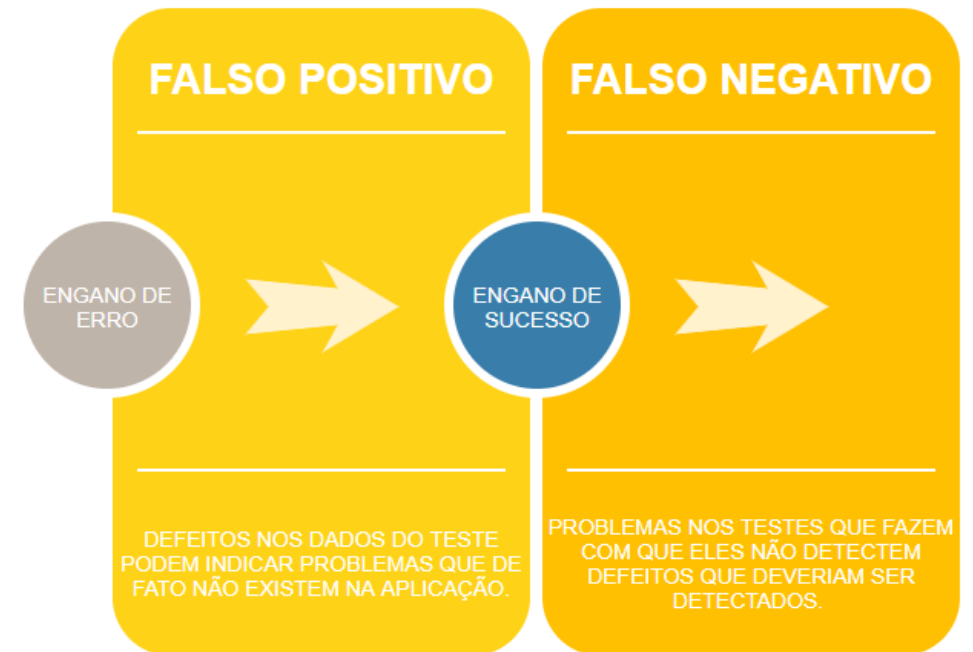 FALSO POSITIVO
ENGANO DE
ERRO
DEFEITOS NOS DADOS DO TESTE
PODEM INDICAR PROBLEMAS QUE DE
FATO NÃO EXISTEM NA APLICAÇÃO.
FALSO NEGATIVO
ENGANO DE
SUCESSO
PROBLEMAS NOS TESTES QUE FAZEM
COM QUE ELES NÃO DETECTEM
DEFEITOS QUE DEVERIAM SER
DETECTADOS.